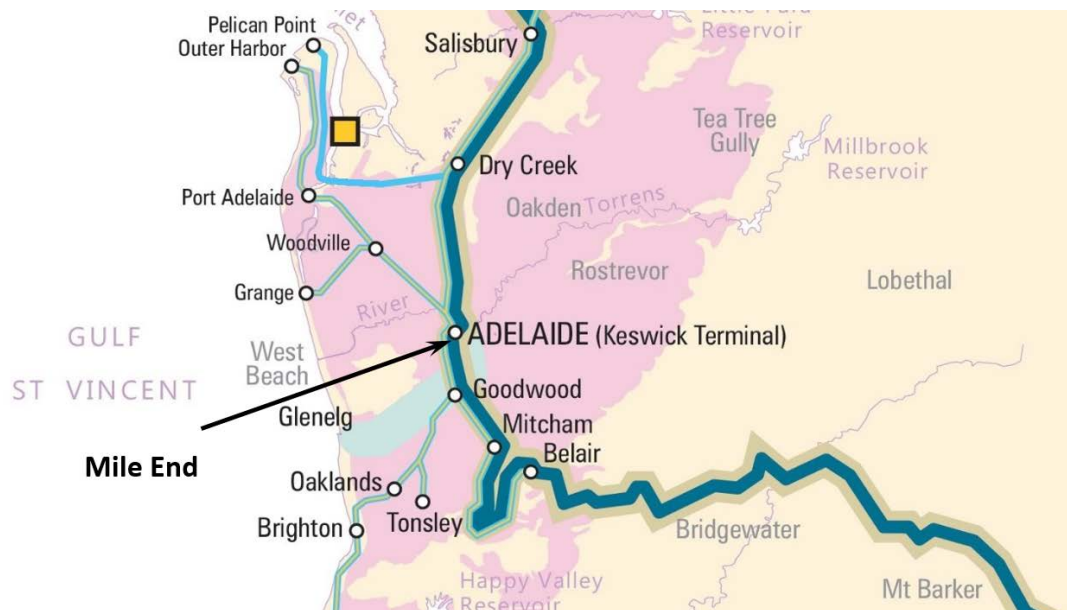 Pelican Point
Outer Harbor
Salisbury
Reservoir
Dry Creek
Tea Tree
Gully
Millbrook
Reservoir
Port Adelaide
Oakden
Torrens
Woodville
Rostrevor
Lobethal
Grange
River
GULF
ST VINCENT
ADELAIDE (Keswick Terminal)
West
Beach
Goodwood
Glenelg
Mitcham
Mile End
Belair
Oaklands
Tonsley
Brighton
Bridgewater
Happy Valley
Reservoir
Mt Barker